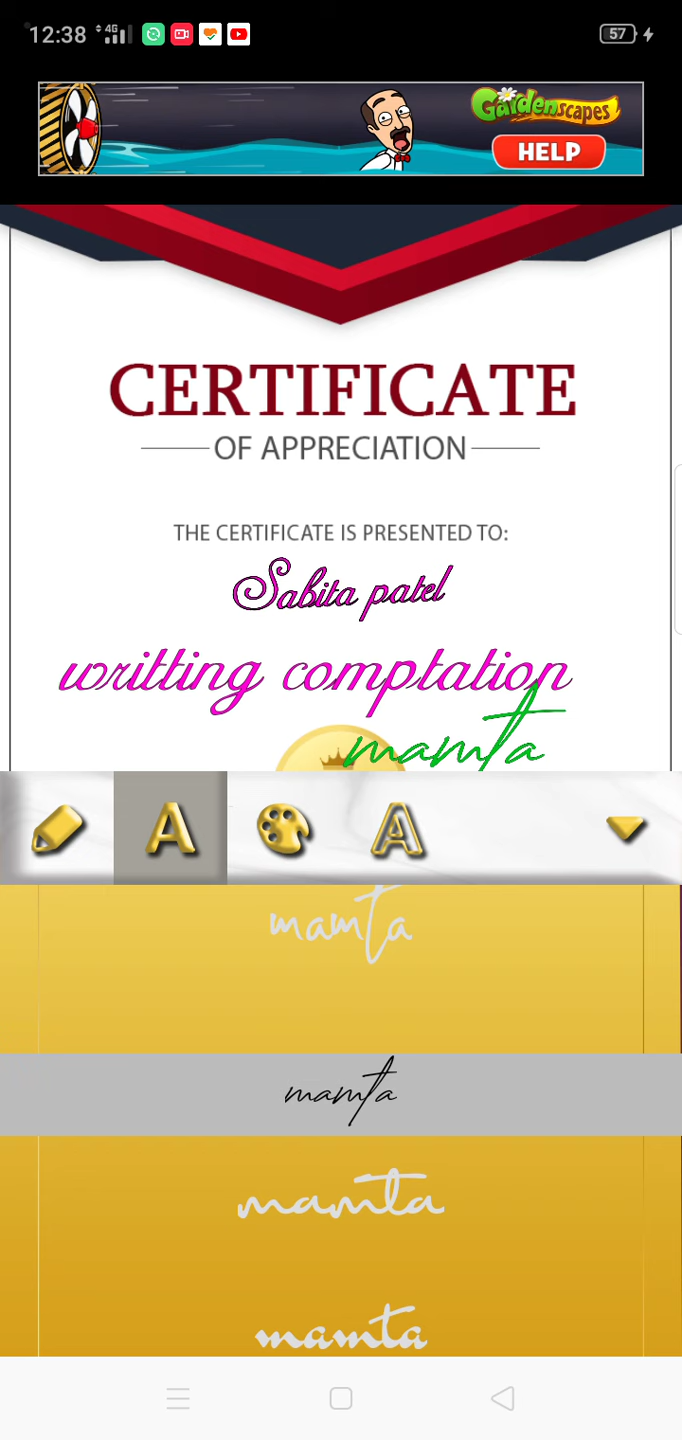 12:38 4G 57
Gardenscapes
HELP
CERTIFICATE
OF APPRECIATION
THE CERTIFICATE IS PRESENTED TO:
Sabita patel
writting comptation
mamta
A A
mamta
mamta
mamta
mamta